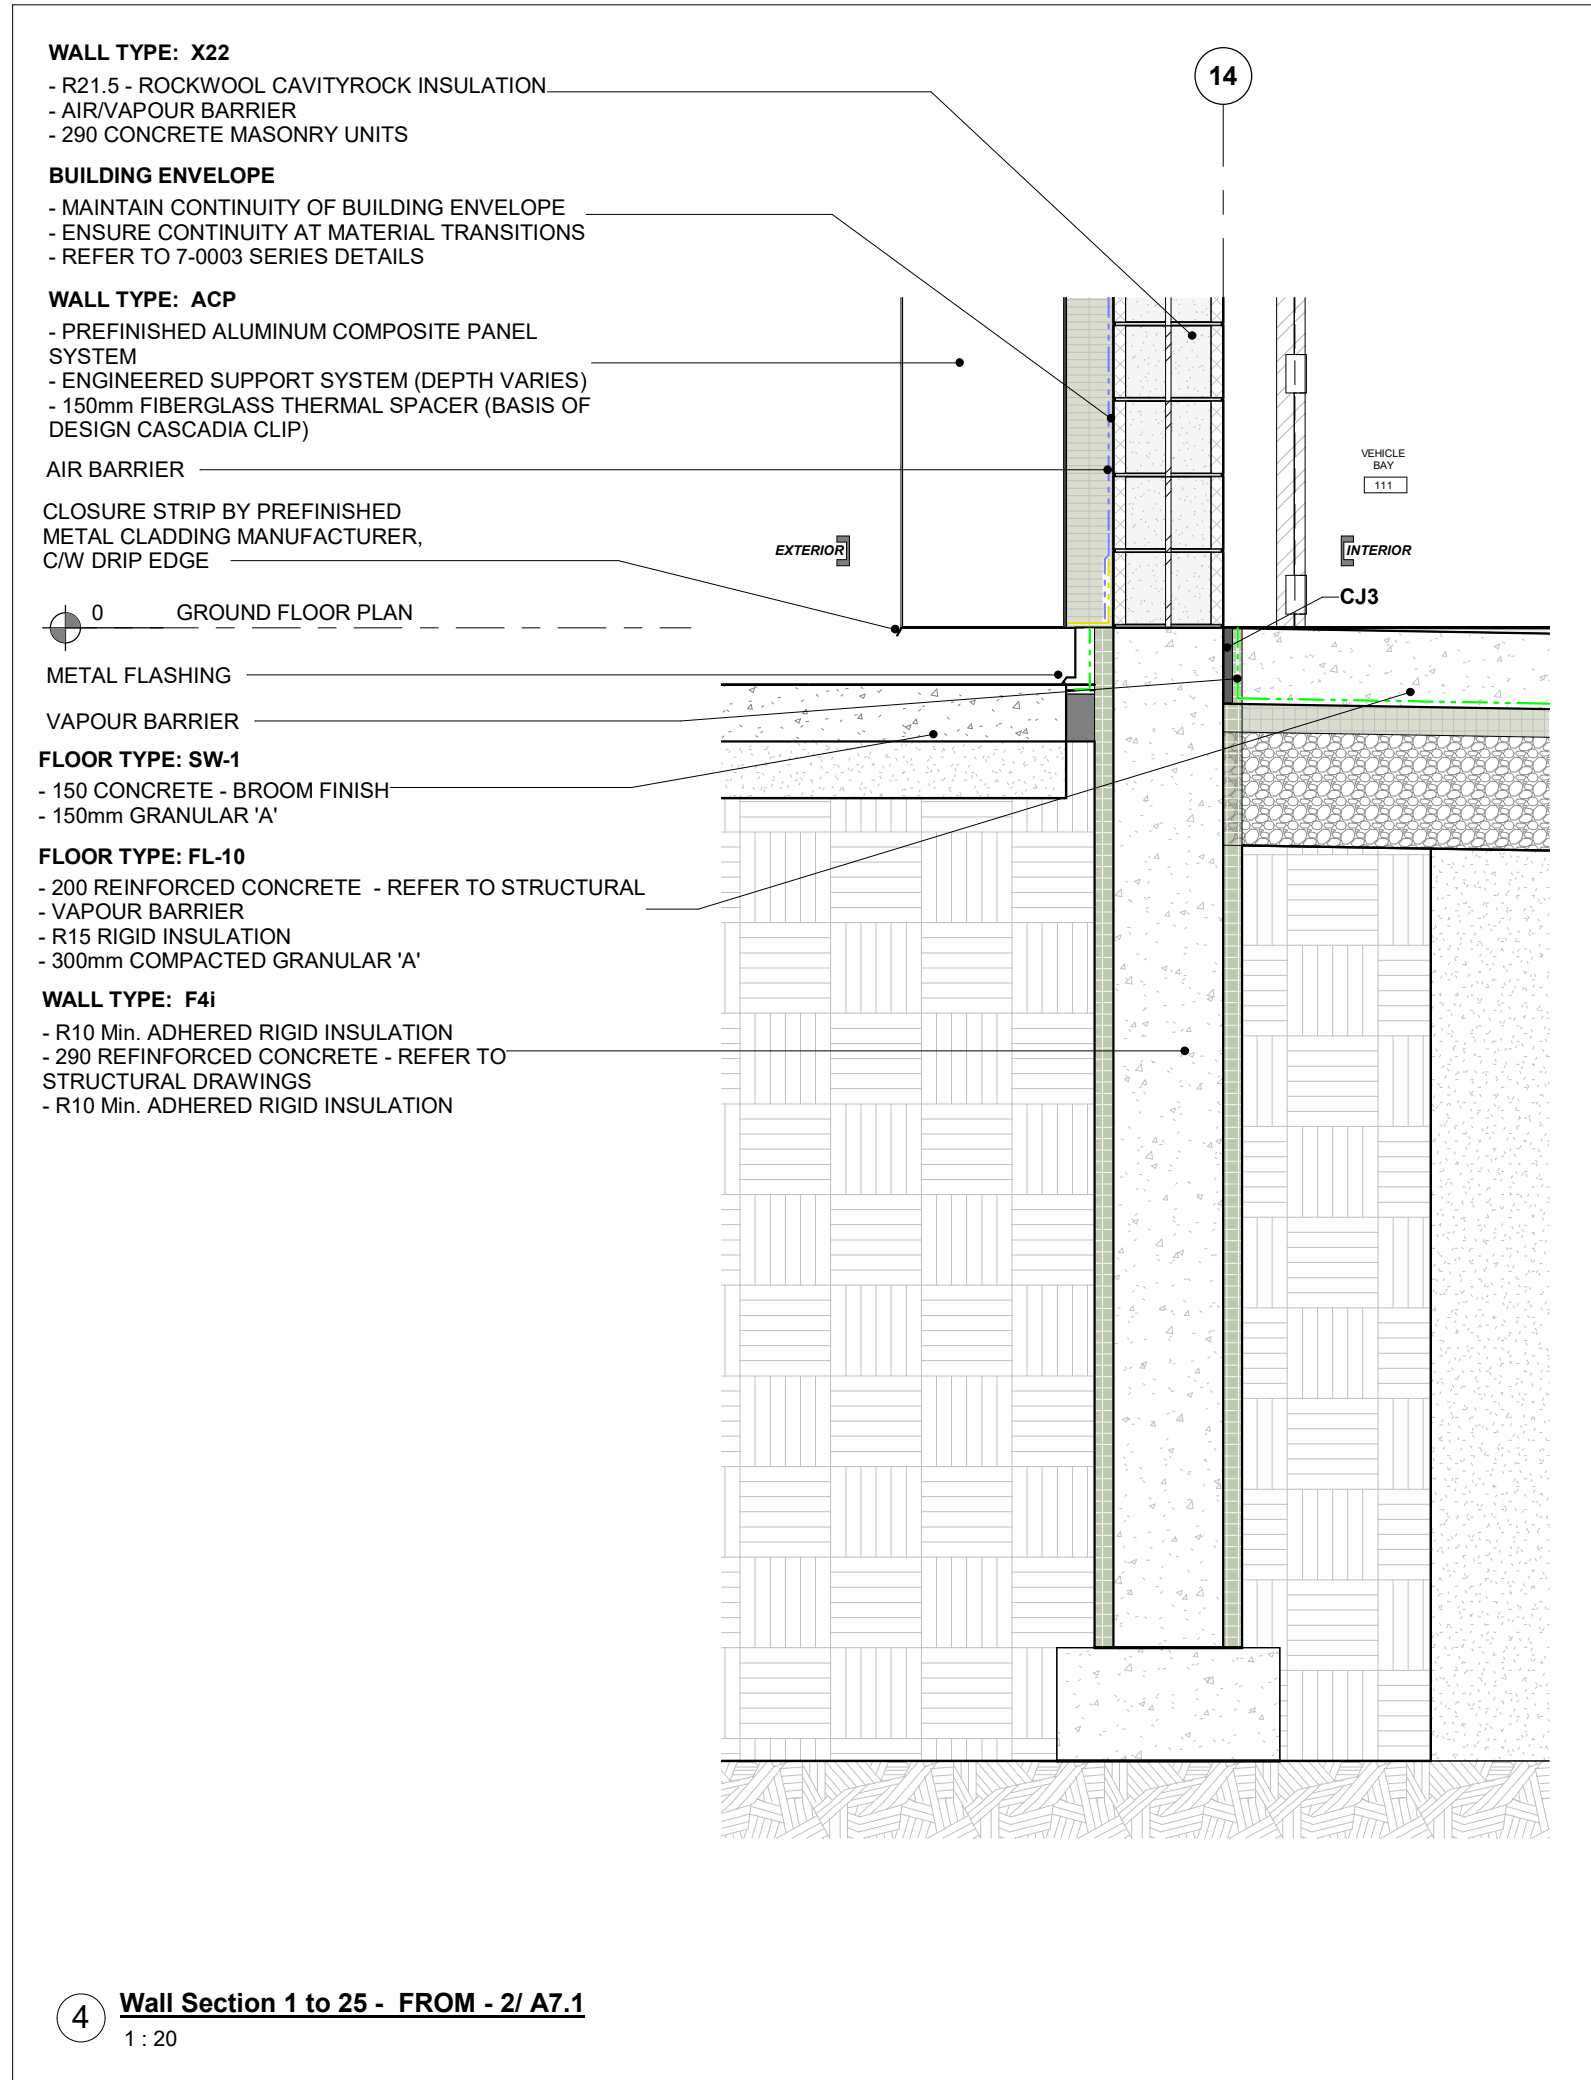 WALL TYPE:  X22
- R21.5 - ROCKWOOL CAVITYROCK INSULATION
- AIR/VAPOUR BARRIER
- 290 CONCRETE MASONRY UNITS
BUILDING ENVELOPE
- MAINTAIN CONTINUITY OF BUILDING ENVELOPE
- ENSURE CONTINUITY AT MATERIAL TRANSITIONS
- REFER TO 7-0003 SERIES DETAILS
WALL TYPE:  ACP
- PREFINISHED ALUMINUM COMPOSITE PANEL
SYSTEM
- ENGINEERED SUPPORT SYSTEM (DEPTH VARIES)
- 150mm FIBERGLASS THERMAL SPACER (BASIS OF
DESIGN CASCADIA CLIP)
AIR BARRIER
CLOSURE STRIP BY PREFINISHED
METAL CLADDING MANUFACTURER,
C/W DRIP EDGE
0 GROUND FLOOR PLAN
METAL FLASHING
VAPOUR BARRIER
FLOOR TYPE: SW-1
- 150 CONCRETE - BROOM FINISH
- 150mm GRANULAR 'A'
FLOOR TYPE: FL-10
- 200 REINFORCED CONCRETE  - REFER TO STRUCTURAL
- VAPOUR BARRIER
- R15 RIGID INSULATION
- 300mm COMPACTED GRANULAR 'A'
WALL TYPE:  F4i
- R10 Min. ADHERED RIGID INSULATION
- 290 REFINFORCED CONCRETE - REFER TO
STRUCTURAL DRAWINGS
- R10 Min. ADHERED RIGID INSULATION
14
VEHICLE
BAY
111
EXTERIOR
INTERIOR
CJ3
4
Wall Section 1 to 25 -  FROM - 2/ A7.1
1 : 20